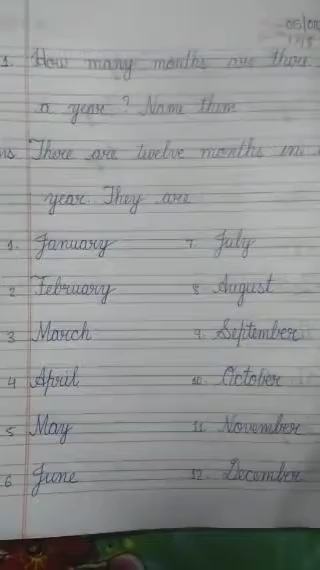 05/0
1. How many months are there
a year? Name them
ns There are twelve months in
year. They are
1. January 7. July
2 February 8 August
3 March 9. September
4 April 10. October
5 May 11. November
6 June 12. December